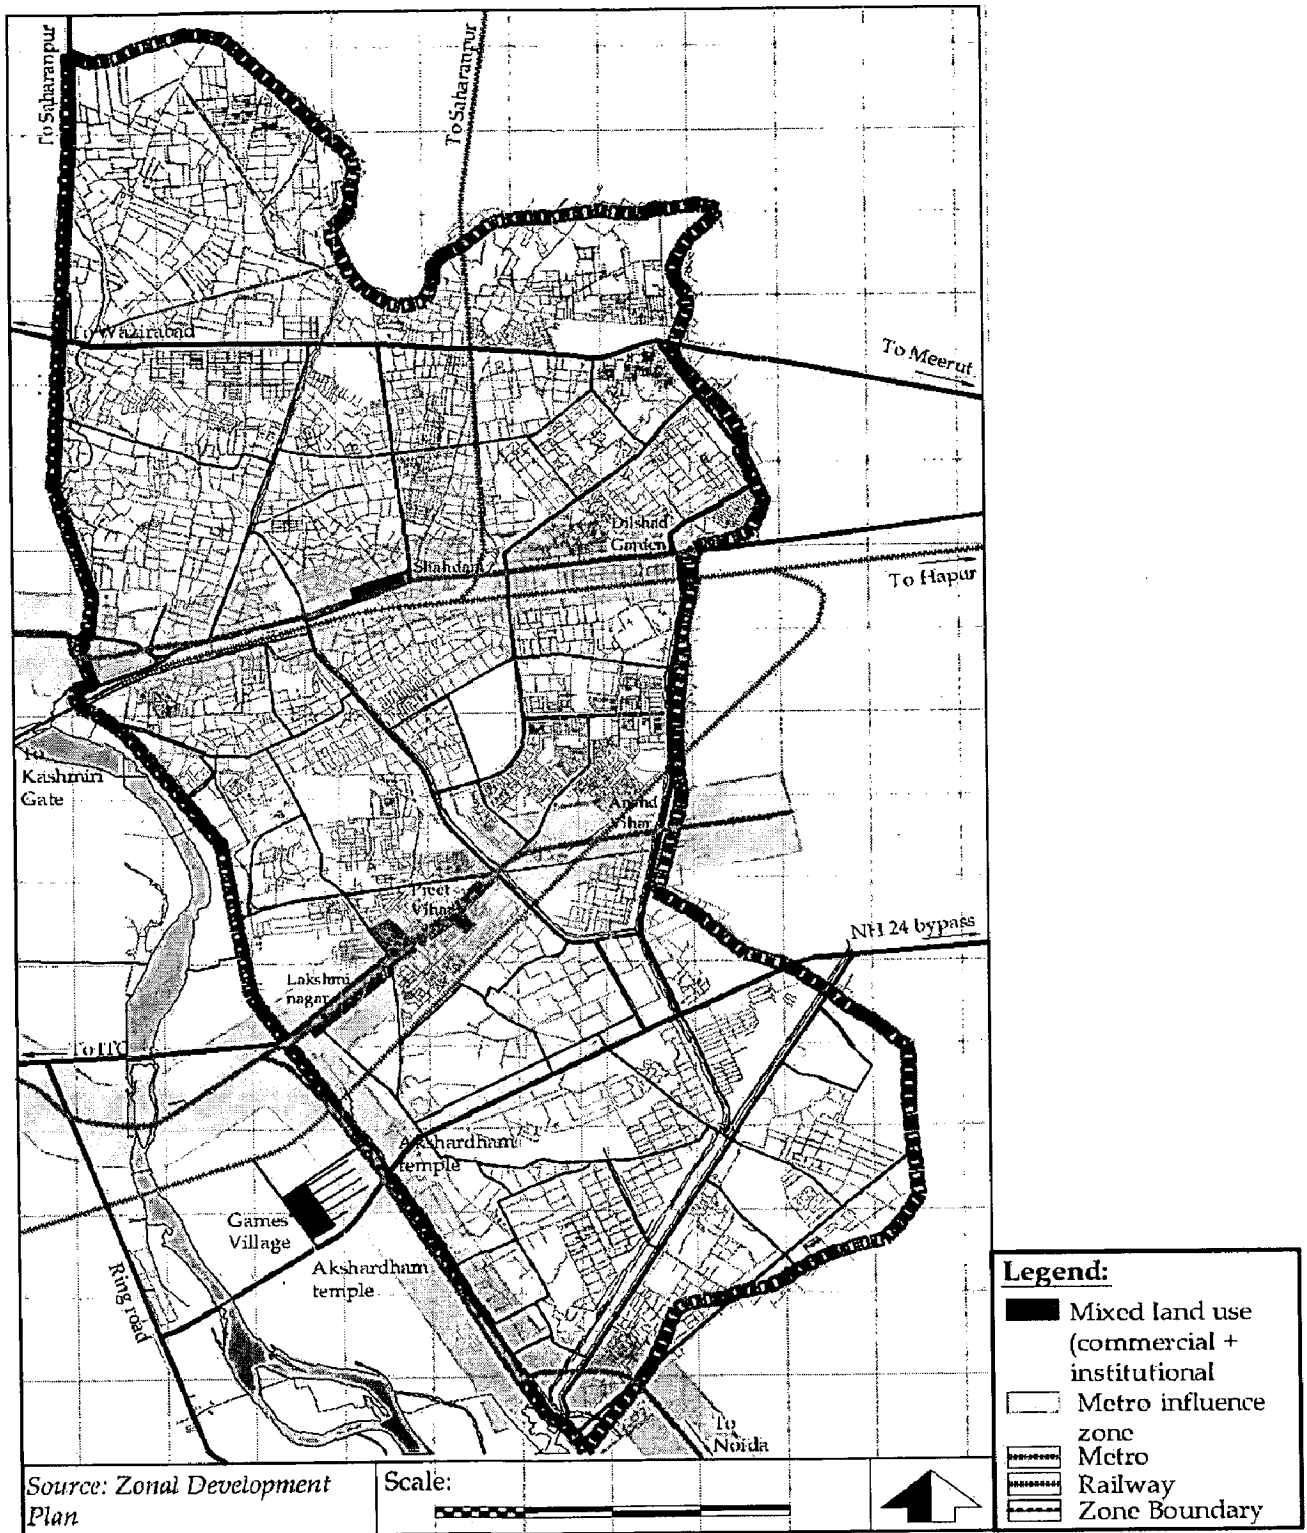 To Saharanpur
To Saharanpur
To Wazirabad
To Meerut
Dilshad
Garden
Shahdara
To Hapur
To
Kashmiri
Gate
Anand
Vihar
Preet
Vihar
NH 24 bypass
Lakshmi
nagar
To ITO
Akshardham
temple
Games
Village
Akshardham
temple
Ring road
To
Noida
Legend:
Mixed land use
(commercial +
institutional
Metro influence
zone
Metro
Railway
Zone Boundary
Source: Zonal Development
Plan
Scale: